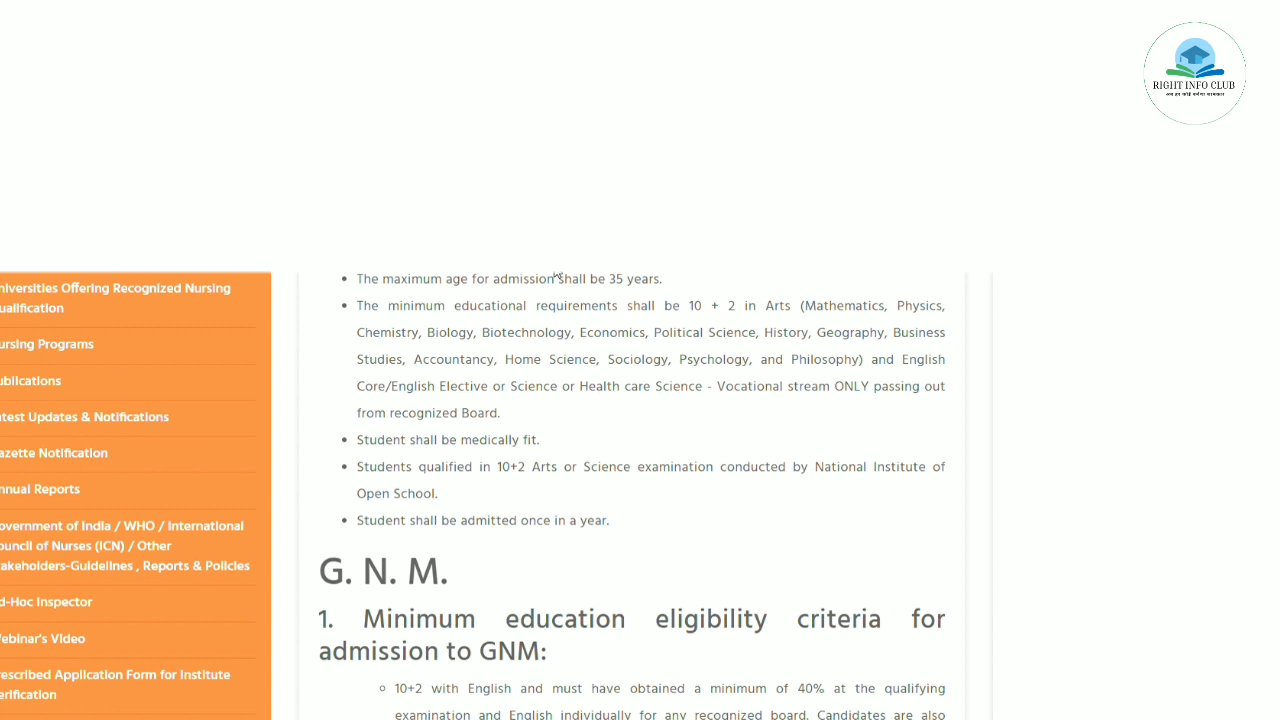 RIGHT INFO CLUB
niversities Offering Recognized Nursing
ualification
ursing Programs
ublications
atest Updates & Notifications
azette Notification
nnual Reports
overnment of India / WHO / International
ouncil of Nurses (ICN) / Other
takeholders-Guidelines , Reports & Policies
d-Hoc Inspector
ebinar's Video
rescribed Application Form for Institute
erification
The maximum age for admission shall be 35 years.
The minimum educational requirements shall be 10 + 2 in Arts (Mathematics, Physics,
Chemistry, Biology, Biotechnology, Economics, Political Science, History, Geography, Business
Studies, Accountancy, Home Science, Sociology, Psychology, and Philosophy) and English
Core/English Elective or Science or Health care Science - Vocational stream ONLY passing out
from recognized Board.
Student shall be medically fit.
Students qualified in 10+2 Arts or Science examination conducted by National Institute of
Open School.
Student shall be admitted once in a year.
G. N. M.
1. Minimum education eligibility criteria for
admission to GNM:
10+2 with English and must have obtained a minimum of 40% at the qualifying
examination and English individually for any recognized board. Candidates are also